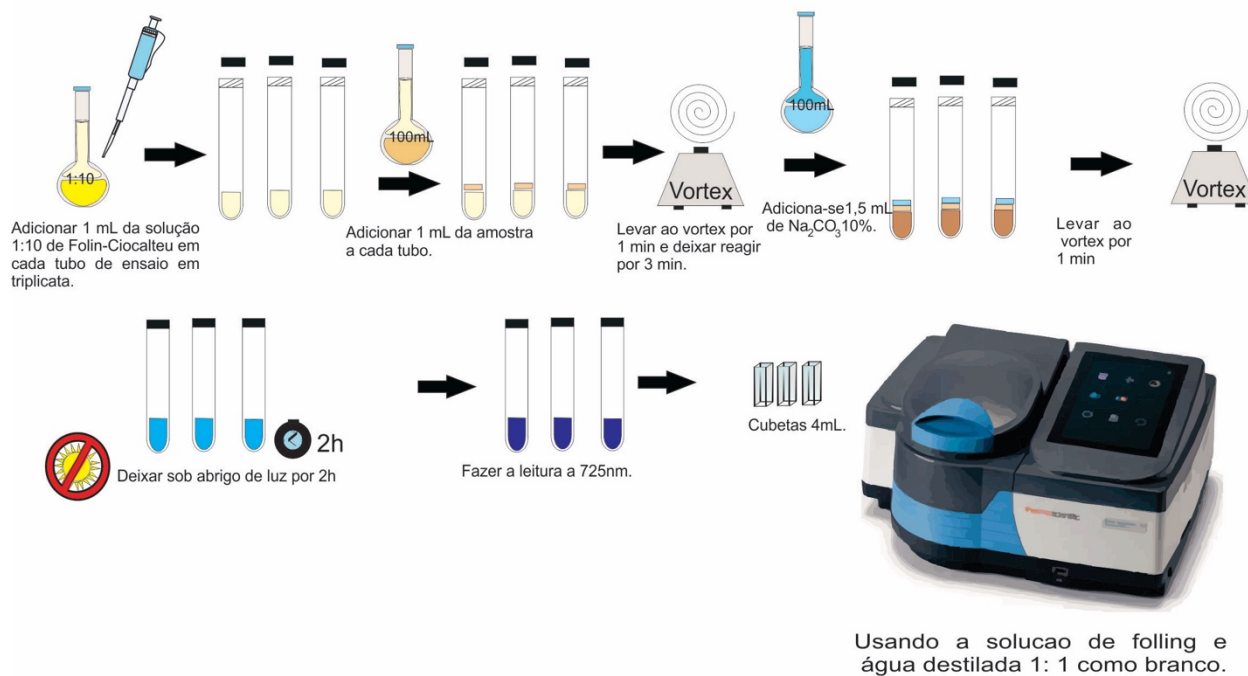 1:10
Adicionar 1 mL da solução
1:10 de Folin-Ciocalteu em
cada tubo de ensaio em
triplicata.
100mL
Adicionar 1 mL da amostra
a cada tubo.
Vortex
Levar ao vortex por
1 min e deixar reagir
por 3 min.
100mL
Adiciona-se1,5 mL
de Na₂CO₃10%.
Levar ao
vortex por
1 min
Vortex
2h
Deixar sob abrigo de luz por 2h
Fazer a leitura a 725nm.
Cubetas 4mL.
Usando a solucao de folling e
água destilada 1: 1 como branco.